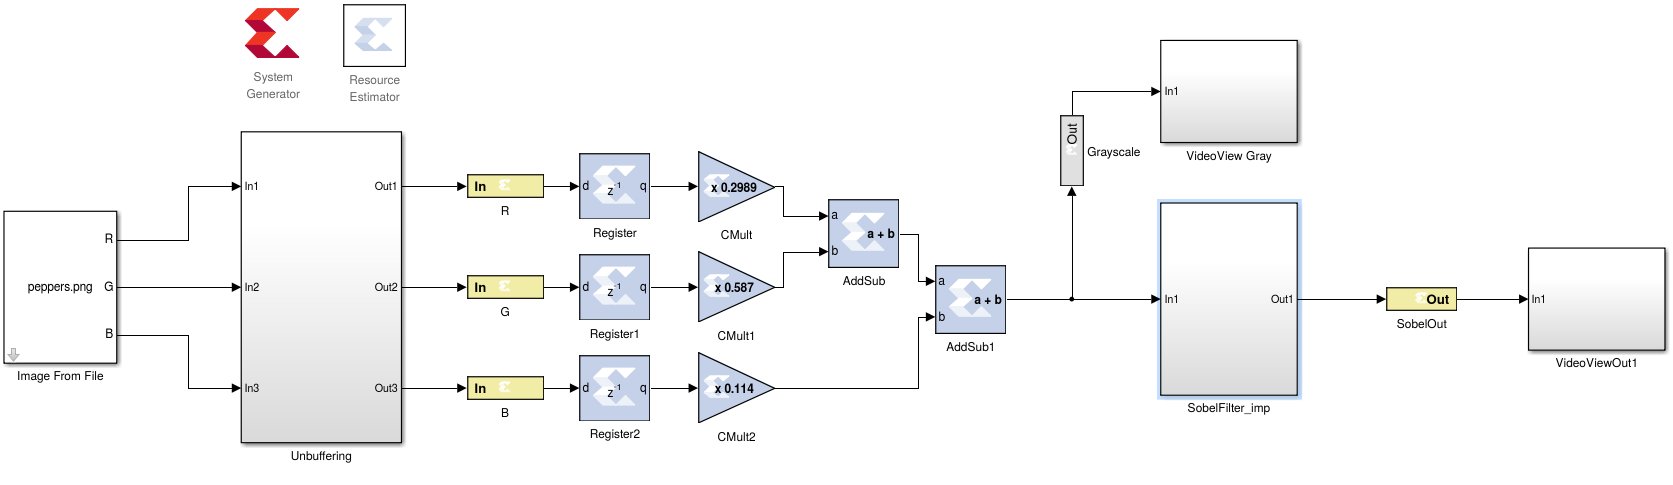 System
Generator
Resource
Estimator
peppers.png
R
G
B
Image From File
In1
In2
In3
Out1
Out2
Out3
Unbuffering
In
R
In
G
In
B
d
z-1
q
Register
d
z-1
q
Register1
d
z-1
q
Register2
x 0.2989
CMult
x 0.587
CMult1
x 0.114
CMult2
a
b
a + b
AddSub
a
b
a + b
AddSub1
Out
Grayscale
In1
VideoView Gray
In1
Out1
SobelFilter_imp
Out
SobelOut
In1
VideoViewOut1